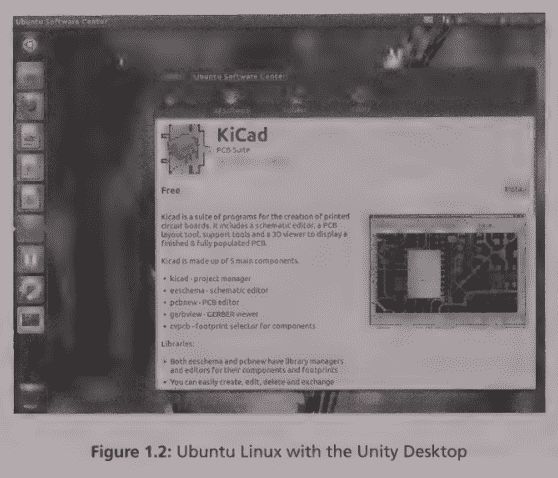 Ubuntu Software Center
Ubuntu Software Center
KiCad
PCB Suite
Free
Kicad is a suite of programs for the creation of printed
circuit boards. It includes a schematic editor, a PCB
layout tool, support tools and a 3D viewer to display a
finished & fully populated PCB.
Kicad is made up of 5 main components.
• kicad - project manager
• eeschema - schematic editor
• pcbnew - PCB editor
• gerbview - GERBER viewer
• cvpcb - footprint selector for components
Libraries:
• Both eeschema and pcbnew have library managers
and editors for their components and footprints
• You can easily create, edit, delete and exchange
Figure 1.2: Ubuntu Linux with the Unity Desktop